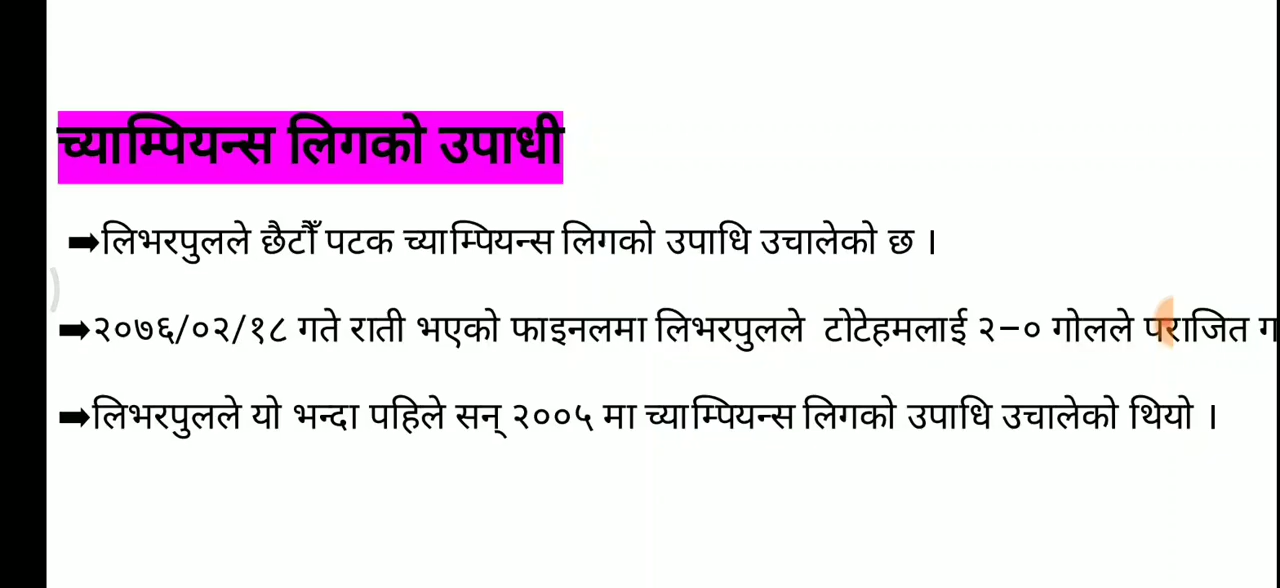 च्याम्पियन्स लिगको उपाधी
➡लिभरपुलले छैटौँ पटक च्याम्पियन्स लिगको उपाधि उचालेको छ ।
➡२०७६/०२/१८ गते राती भएको फाइनलमा लिभरपुलले टोटेहमलाई २–० गोलले पराजित ग
➡लिभरपुलले यो भन्दा पहिले सन् २००५ मा च्याम्पियन्स लिगको उपाधि उचालेको थियो ।